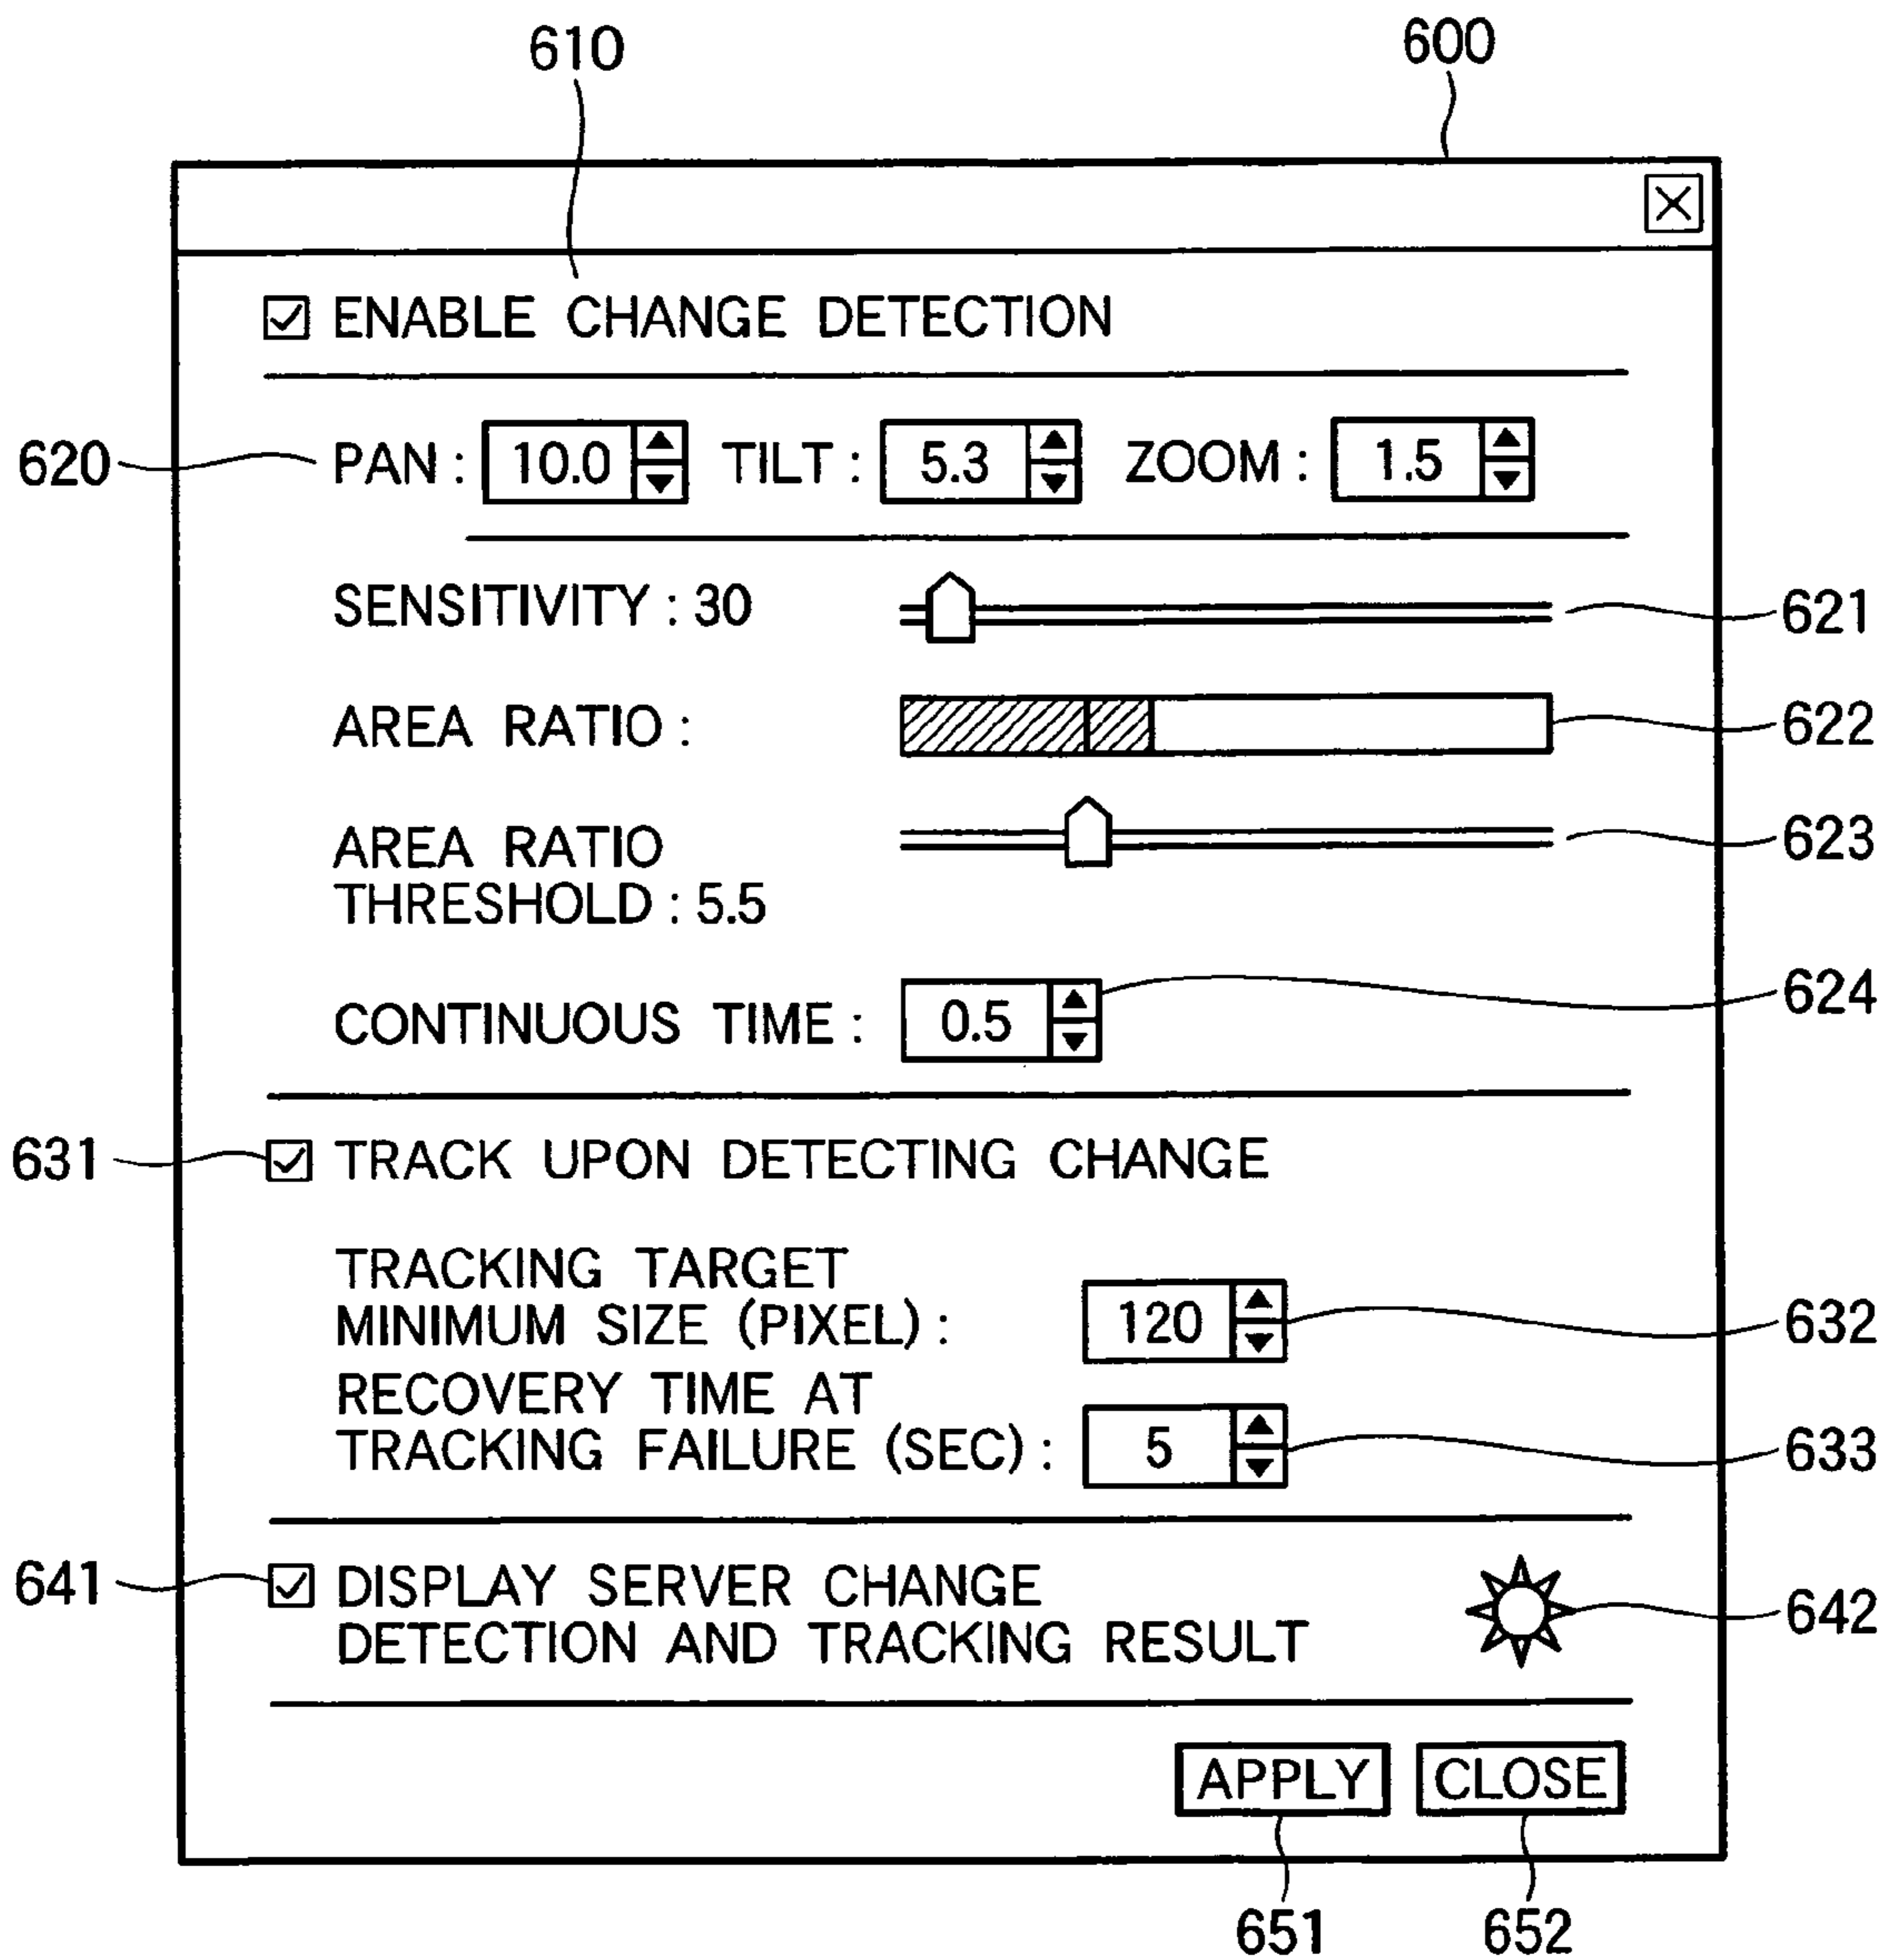 610
600
ENABLE CHANGE DETECTION
620 PAN : 10.0 TILT : 5.3 ZOOM : 1.5
SENSITIVITY : 30 621
AREA RATIO : 622
AREA RATIO 623
THRESHOLD : 5.5
CONTINUOUS TIME : 0.5 624
631 TRACK UPON DETECTING CHANGE
TRACKING TARGET
MINIMUM SIZE (PIXEL) : 120 632
RECOVERY TIME AT
TRACKING FAILURE (SEC) : 5 633
641 DISPLAY SERVER CHANGE
DETECTION AND TRACKING RESULT 642
APPLY CLOSE
651 652